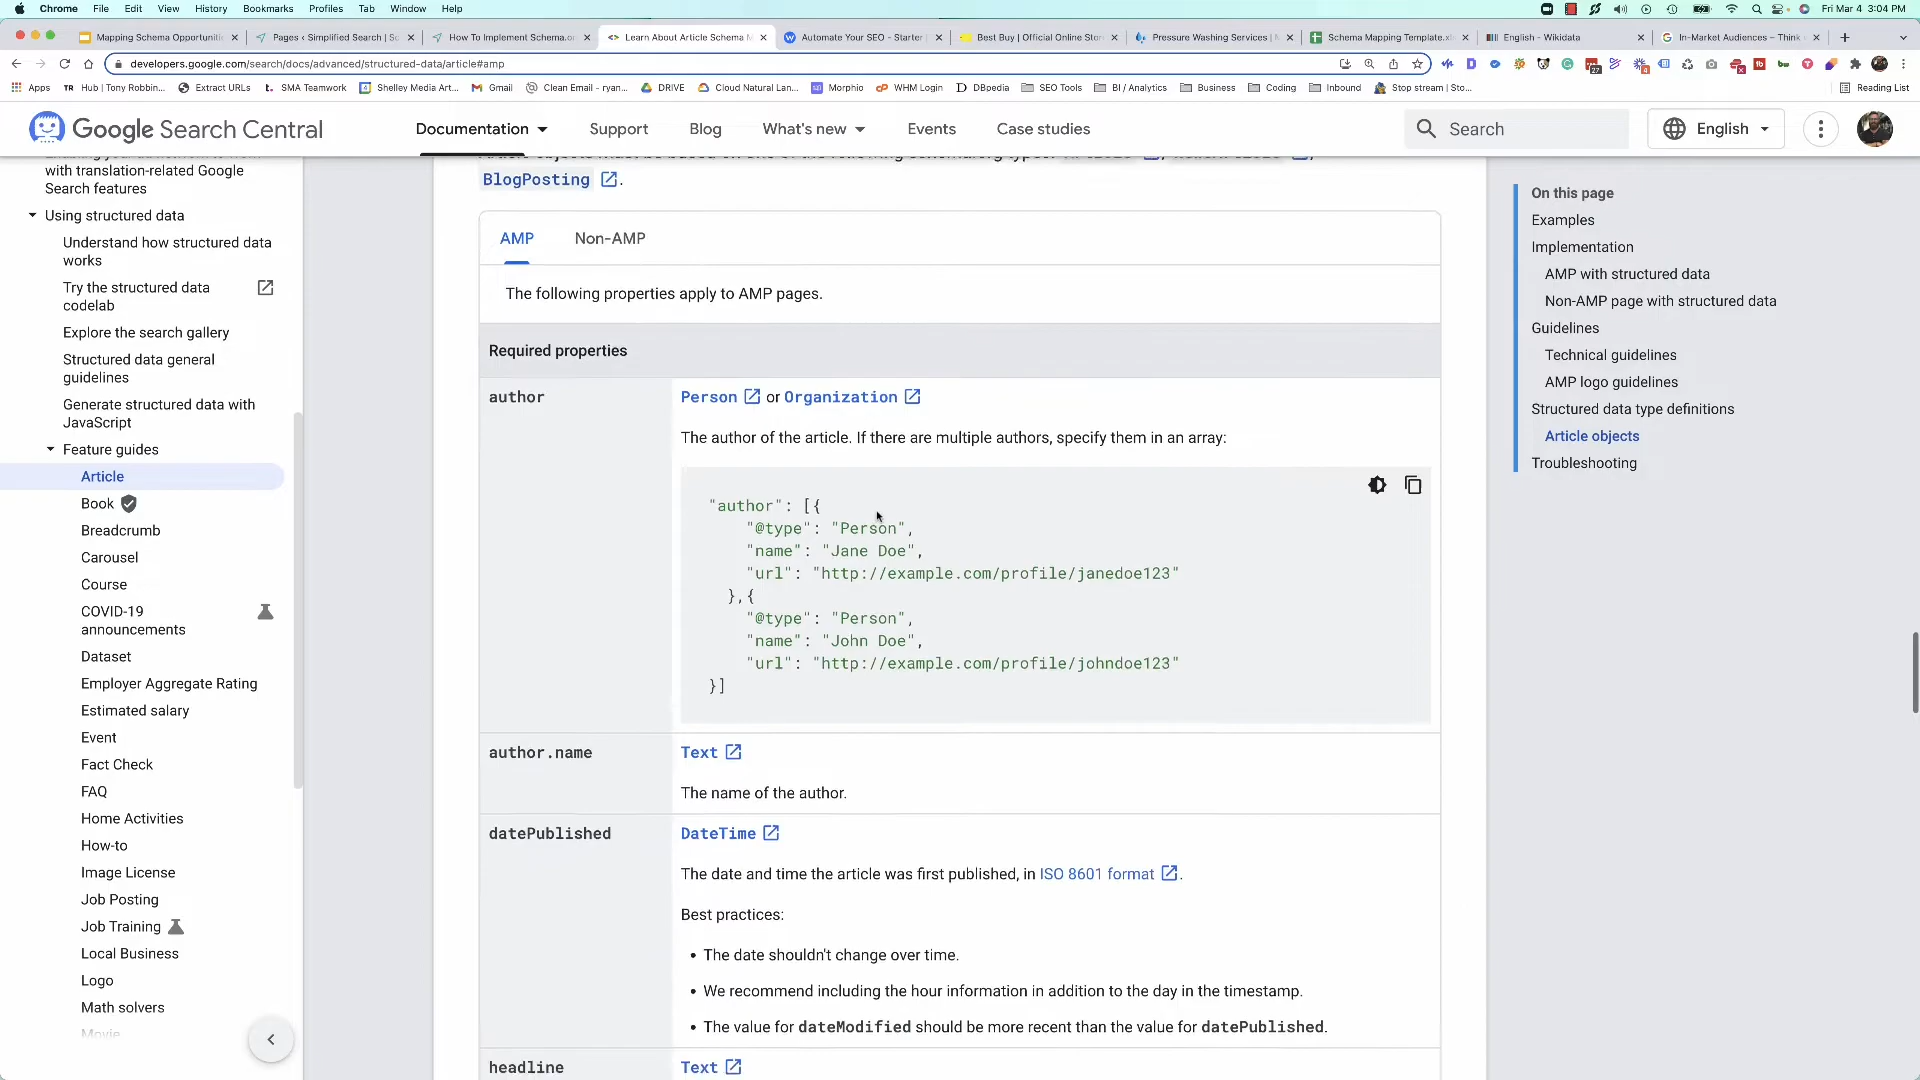 Chrome File Edit View History Bookmarks Profiles Tab Window Help Fri Mar 4 3:04 PM
Mapping Schema Opportuniti Pages ‹ Simplified Search | Sc How To Implement Schema.or Learn About Article Schema M Automate Your SEO - Starter Best Buy | Official Online Stor Pressure Washing Services | M Schema Mapping Template.xls English - Wikidata In-Market Audiences – Think
developers.google.com/search/docs/advanced/structured-data/article#amp
Apps Hub | Tony Robbin... Extract URLs SMA Teamwork Shelley Media Art... Gmail Clean Email - ryan... DRIVE Cloud Natural Lan... Morphio WHM Login DBpedia SEO Tools BI / Analytics Business Coding Inbound Stop stream | Sto... Reading List
Google Search Central Documentation Support Blog What's new Events Case studies Search English
with translation-related Google
Search features
Using structured data
Understand how structured data
works
Try the structured data
codelab
Explore the search gallery
Structured data general
guidelines
Generate structured data with
JavaScript
Feature guides
Article
Book
Breadcrumb
Carousel
Course
COVID-19
announcements
Dataset
Employer Aggregate Rating
Estimated salary
Event
Fact Check
FAQ
Home Activities
How-to
Image License
Job Posting
Job Training
Local Business
Logo
Math solvers
Movie
BlogPosting .
AMP Non-AMP
The following properties apply to AMP pages.
Required properties
author Person or Organization
The author of the article. If there are multiple authors, specify them in an array:
"author": [{
"@type": "Person",
"name": "Jane Doe",
"url": "http://example.com/profile/janedoe123"
},{
"@type": "Person",
"name": "John Doe",
"url": "http://example.com/profile/johndoe123"
}]
author.name Text
The name of the author.
datePublished DateTime
The date and time the article was first published, in ISO 8601 format .
Best practices:
• The date shouldn't change over time.
• We recommend including the hour information in addition to the day in the timestamp.
• The value for dateModified should be more recent than the value for datePublished.
headline Text
On this page
Examples
Implementation
AMP with structured data
Non-AMP page with structured data
Guidelines
Technical guidelines
AMP logo guidelines
Structured data type definitions
Article objects
Troubleshooting